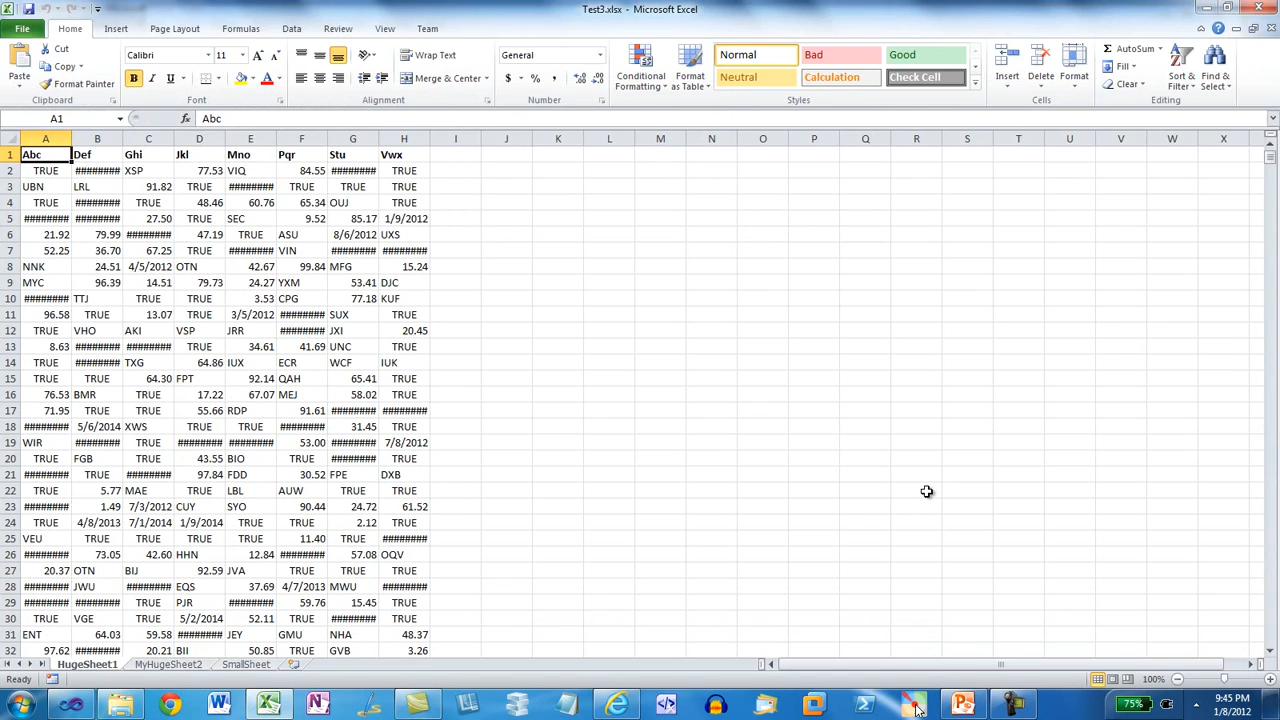 Test3.xlsx - Microsoft Excel
File Home Insert Page Layout Formulas Data Review View Team
Cut Calibri 11 Wrap Text General Normal Bad Good AutoSum
Copy Fill
Paste Format Painter Merge & Center Conditional Formatting Format as Table Neutral Calculation Check Cell Insert Delete Format Clear Sort & Filter Find & Select
Clipboard Font Alignment Number Styles Cells Editing
A1 fx Abc
A B C D E F G H I J K L M N O P Q R S T U V W X
1 Abc Def Ghi Jkl Mno Pqr Stu Vwx
2 TRUE ######## XSP 77.53 VIQ 84.55 ######## TRUE
3 UBN LRL 91.82 TRUE ######## TRUE TRUE TRUE
4 TRUE ######## TRUE 48.46 60.76 65.34 OUJ TRUE
5 ######## ######## 27.50 TRUE SEC 9.52 85.17 1/9/2012
6 21.92 79.99 ######## 47.19 TRUE ASU 8/6/2012 UXS
7 52.25 36.70 67.25 TRUE ######## VIN ######## ########
8 NNK 24.51 4/5/2012 OTN 42.67 99.84 MFG 15.24
9 MYC 96.39 14.51 79.73 24.27 YXM 53.41 DJC
10 ######## TTJ TRUE TRUE 3.53 CPG 77.18 KUF
11 96.58 TRUE 13.07 TRUE 3/5/2012 ######## SUX TRUE
12 TRUE VHO AKI VSP JRR ######## JXI 20.45
13 8.63 ######## ######## TRUE 34.61 41.69 UNC TRUE
14 TRUE ######## TXG 64.86 IUX ECR WCF IUK
15 TRUE TRUE 64.30 FPT 92.14 QAH 65.41 TRUE
16 76.53 BMR TRUE 17.22 67.07 MEJ 58.02 TRUE
17 71.95 TRUE TRUE 55.66 RDP 91.61 ######## ########
18 ######## 5/6/2014 XWS TRUE TRUE ######## 31.45 TRUE
19 WIR ######## TRUE ######## ######## 53.00 TRUE 7/8/2012
20 TRUE FGB TRUE 43.55 BIO TRUE ######## TRUE
21 ######## TRUE ######## 97.84 FDD 30.52 FPE DXB
22 TRUE 5.77 MAE TRUE LBL AUW TRUE TRUE
23 ######## 1.49 7/3/2012 CUY SYO 90.44 24.72 61.52
24 TRUE 4/8/2013 7/1/2014 1/9/2014 TRUE TRUE 2.12 TRUE
25 VEU TRUE TRUE TRUE TRUE 11.40 TRUE ########
26 ######## 73.05 42.60 HHN 12.84 ######## 57.08 OQV
27 20.37 OTN BIJ 92.59 JVA TRUE TRUE TRUE
28 ######## JWU ######## EQS 37.69 4/7/2013 MWU ########
29 ######## ######## TRUE PJR ######## 59.76 15.45 TRUE
30 TRUE VGE TRUE 5/2/2014 52.11 TRUE ######## TRUE
31 ENT 64.03 59.58 ######## JEY GMU NHA 48.37
32 97.62 ######## 20.21 BII 50.85 TRUE GVB 3.26
HugeSheet1 MyHugeSheet2 SmallSheet
Ready 100%
75% 9:45 PM
1/8/2012